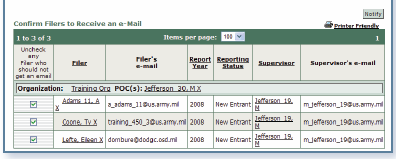 Notify
Confirm Filers to Receive an e-Mail
Printer Friendly
1 to 3 of 3 Items per page: 100 1
Uncheck any Filer who should not get an email
Filer
Filer's e-mail
Report Year
Reporting Status
Supervisor
Supervisor's e-mail
Organization: Training Org POC(s): Jefferson 30, M X
Adams 11, A X a_adams_11@us.army.mil 2008 New Entrant Jefferson 19, M m_jefferson_19@us.army.mil
Coone, Ty X training_450_3@us.army.mil 2008 New Entrant Jefferson 19, M m_jefferson_19@us.army.mil
Lefte, Eileen X dombure@dodgc.osd.mil 2008 New Entrant Jefferson 19, M m_jefferson_19@us.army.mil